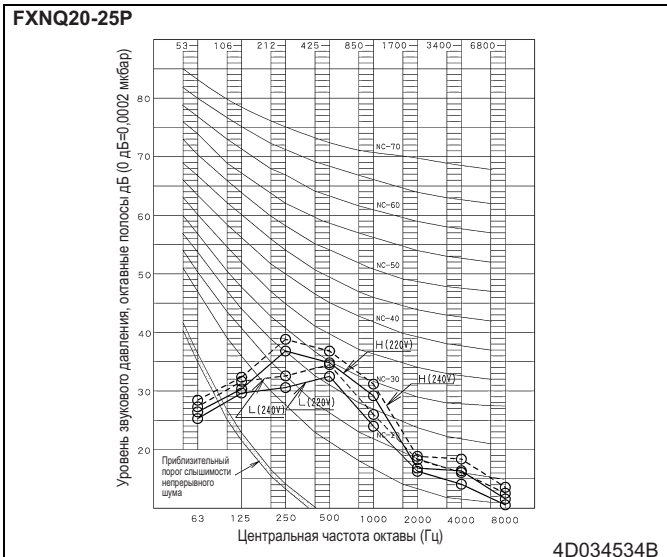 FXNQ20-25P
53 106 212 425 850 1700 3400 6800
Уровень звукового давления, октавные полосы дБ (0 дБ=0,0002 мкбар)
80
NC-70
70
NC-60
60
NC-50
50
NC-40
40
H(220V)
NC-30
30
H(240V)
L(240V) L(220V)
NC-20
20
Приблизительный
порог слышимости
непрерывного
шума
63 125 250 500 1000 2000 4000 8000
Центральная частота октавы (Гц)
4D034534B